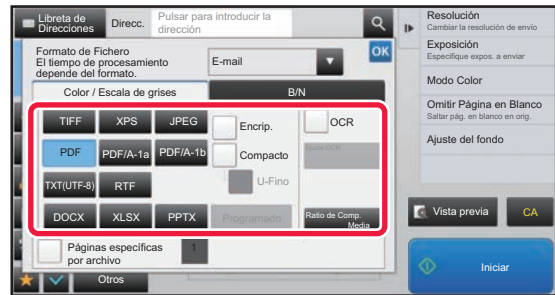 Libreta de
Direcciones
Direcc.
Pulsar para introducir la
dirección
Resolución
Cambiar la resolución de envío
Exposición
Especifique expos. a enviar
Modo Color
Omitir Página en Blanco
Saltar pág. en blanco en orig.
Ajuste del fondo
Vista previa
CA
Iniciar
Formato de Fichero
El tiempo de procesamiento
depende del formato.
E-mail
OK
Color / Escala de grises
B/N
TIFF XPS JPEG Encrip. OCR
PDF PDF/A-1a PDF/A-1b Compacto Ajuste OCR
TXT(UTF-8) RTF U-Fino
DOCX XLSX PPTX Programado Ratio de Comp.
Media
Páginas específicas
por archivo
1
Otros